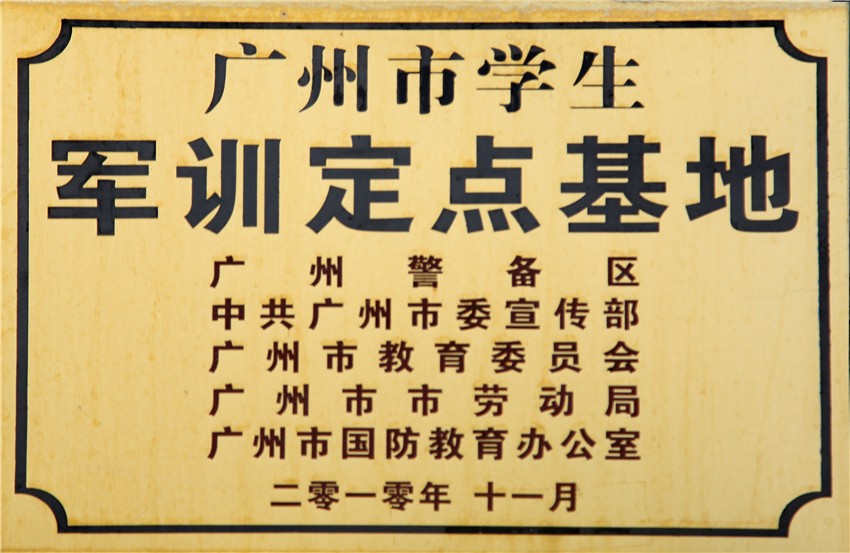 广州市学生
军训定点基地
广州警备区
中共广州市委宣传部
广州市教育委员会
广州市市劳动局
广州市国防教育办公室
二零一零年 十一月